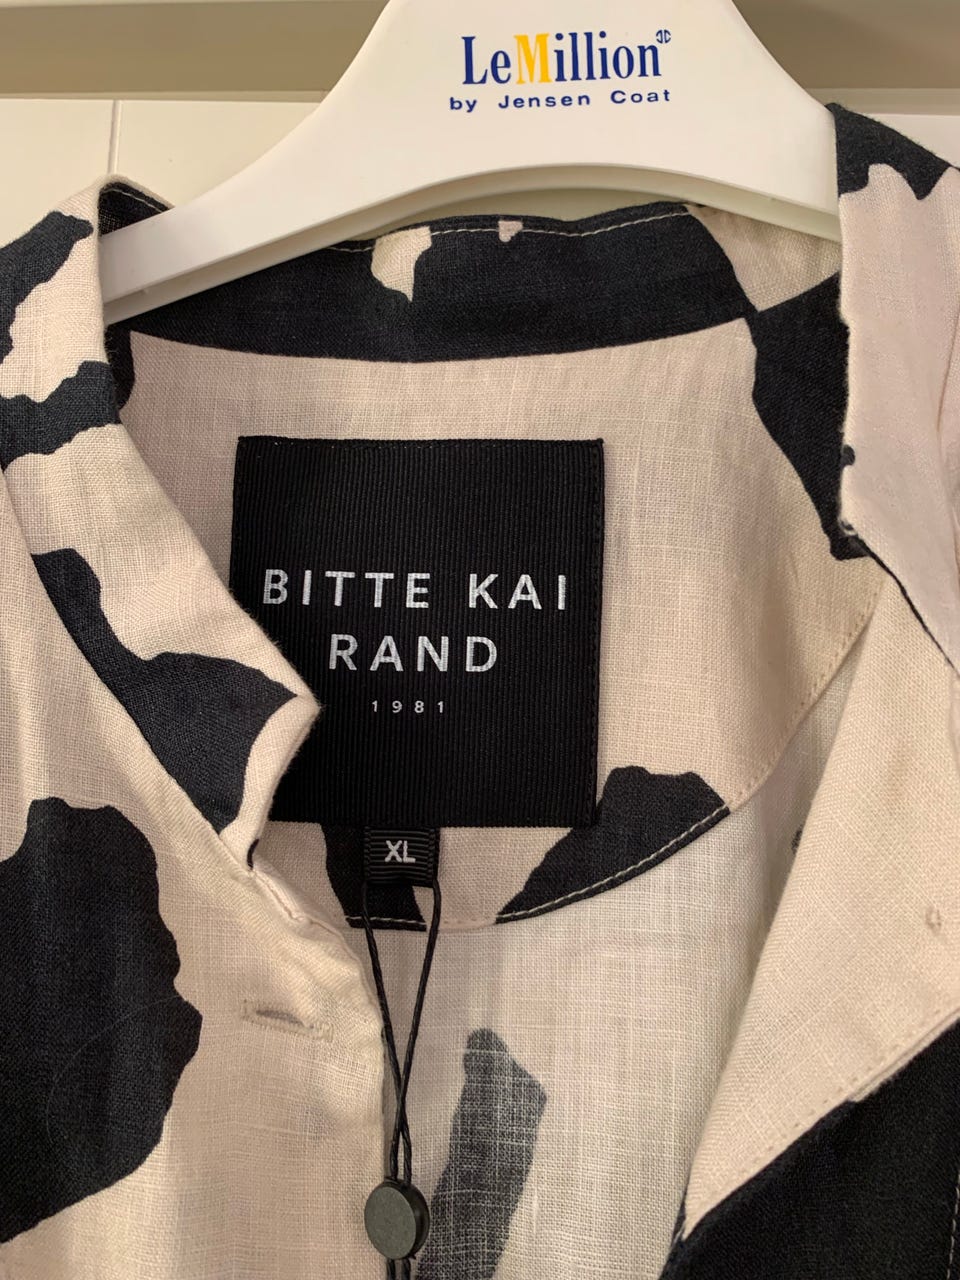 LeMillion
by Jensen Coat
BITTE KAI
RAND
1981
XL